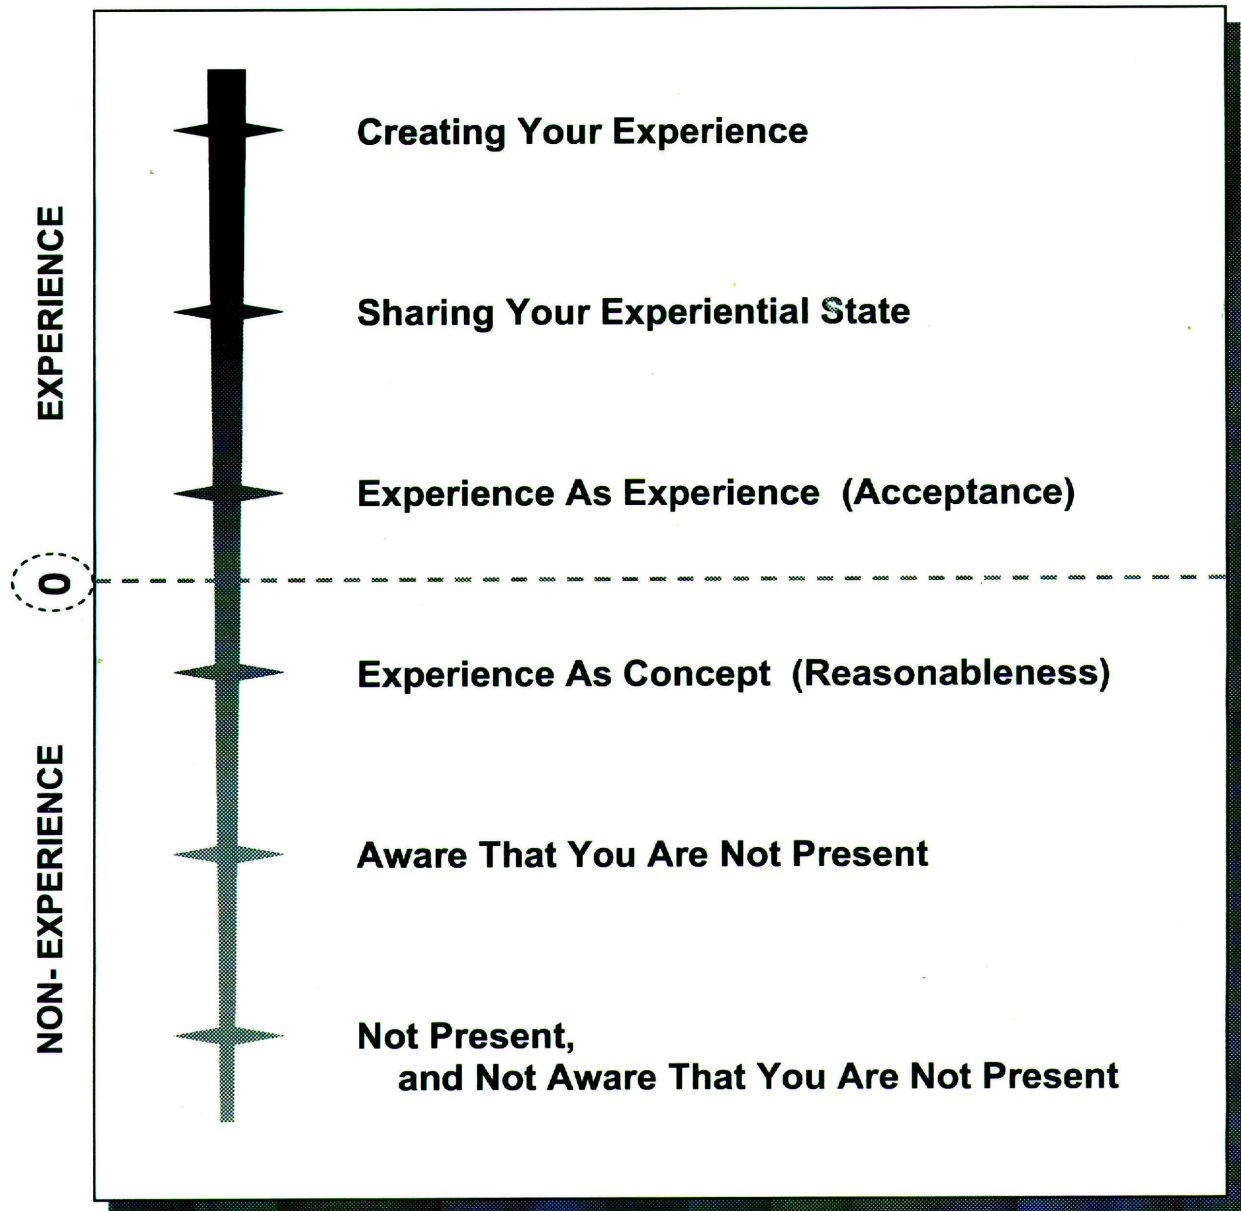 EXPERIENCE
Creating Your Experience
Sharing Your Experiential State
Experience As Experience (Acceptance)
0
NON- EXPERIENCE
Experience As Concept (Reasonableness)
Aware That You Are Not Present
Not Present,
and Not Aware That You Are Not Present